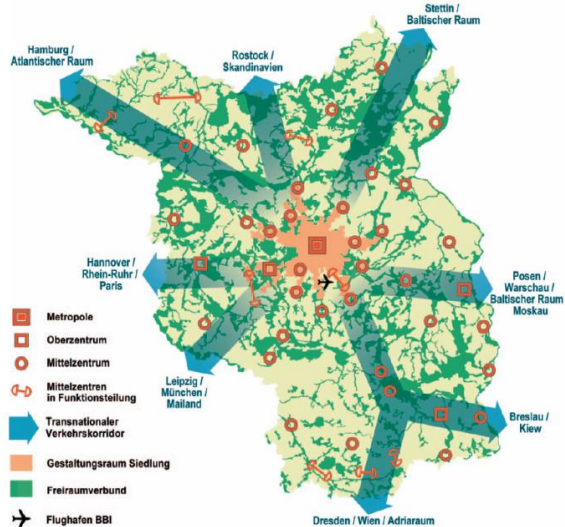 Stettin /
Baltischer Raum
Hamburg /
Atlantischer Raum
Rostock /
Skandinavien
Hannover /
Rhein-Ruhr /
Paris
Posen /
Warschau /
Baltischer Raum
Moskau
Leipzig /
München /
Mailand
Breslau /
Kiew
Dresden / Wien / Adriaraum
Metropole
Oberzentrum
Mittelzentrum
Mittelzentren
in Funktionsteilung
Transnationaler
Verkehrskorridor
Gestaltungsraum Siedlung
Freiraumverbund
Flughafen BBI